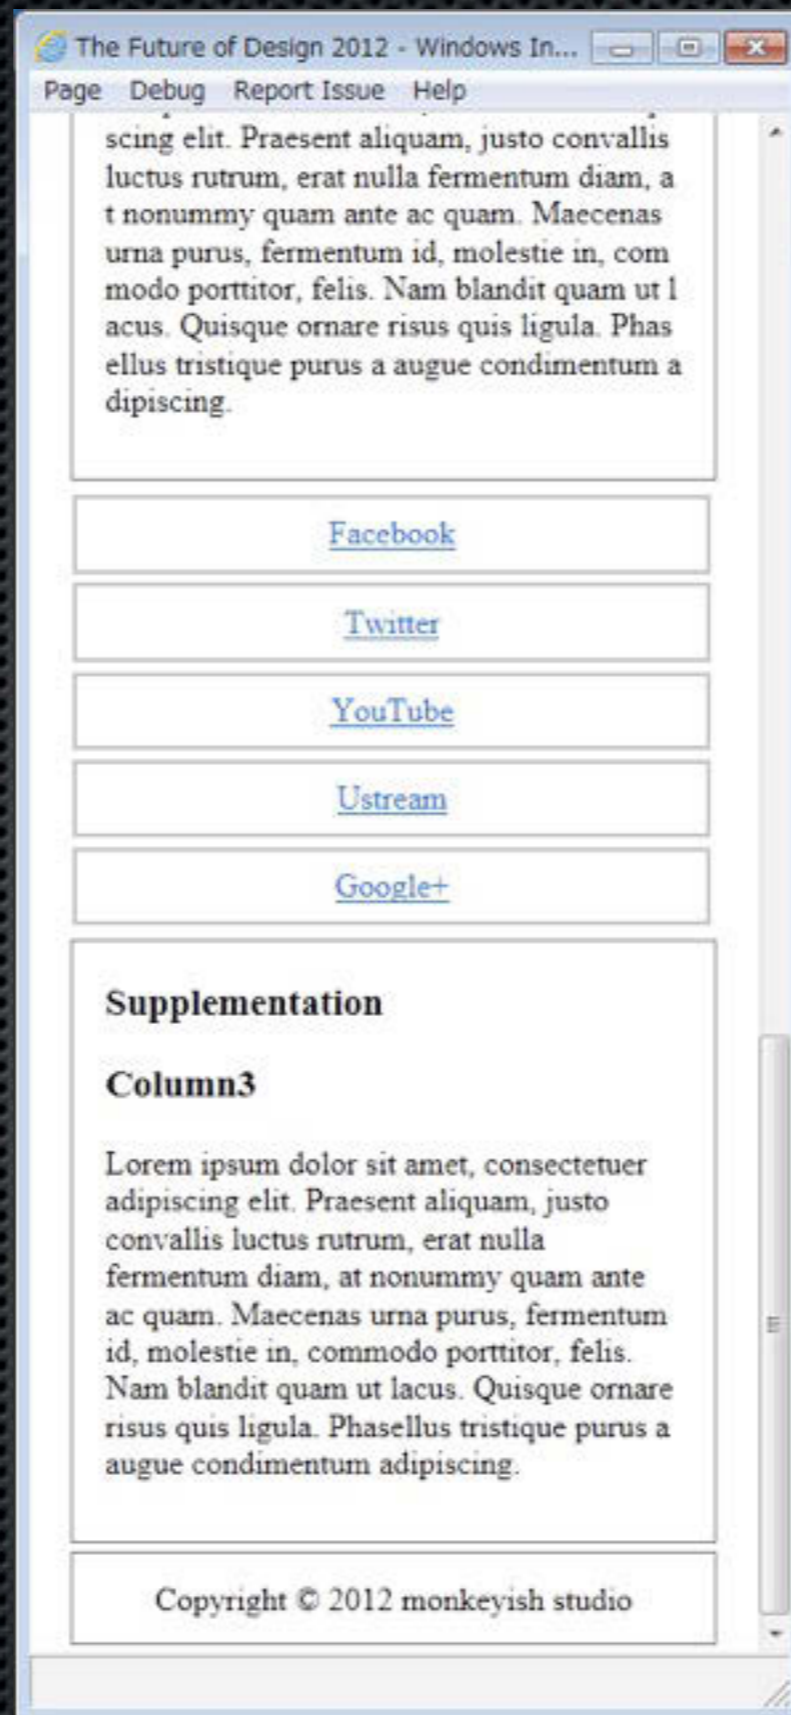 The Future of Design 2012 - Windows In...
Page Debug Report Issue Help
scing elit. Praesent aliquam, justo convallis
luctus rutrum, erat nulla fermentum diam, a
t nonummy quam ante ac quam. Maecenas
urna purus, fermentum id, molestie in, com
modo porttitor, felis. Nam blandit quam ut l
acus. Quisque ornare risus quis ligula. Phas
ellus tristique purus a augue condimentum a
dipiscing.
Facebook
Twitter
YouTube
Ustream
Google+
Supplementation
Column3
Lorem ipsum dolor sit amet, consectetuer
adipiscing elit. Praesent aliquam, justo
convallis luctus rutrum, erat nulla
fermentum diam, at nonummy quam ante
ac quam. Maecenas urna purus, fermentum
id, molestie in, commodo porttitor, felis.
Nam blandit quam ut lacus. Quisque ornare
risus quis ligula. Phasellus tristique purus a
augue condimentum adipiscing.
Copyright © 2012 monkeyish studio